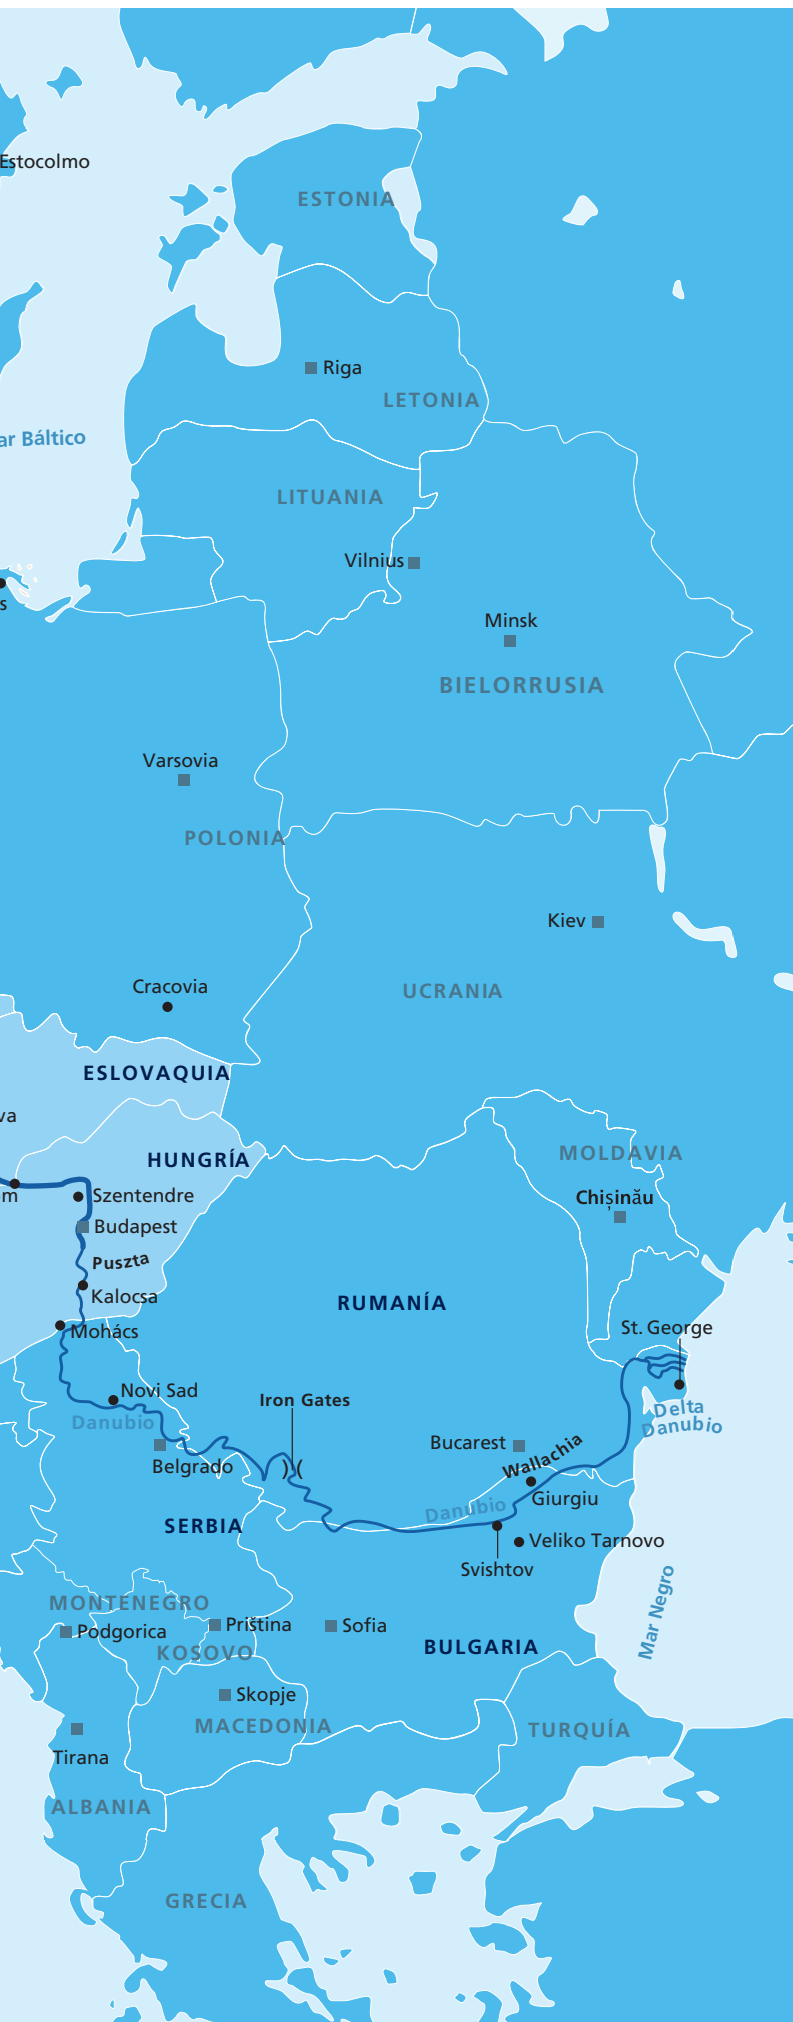 Estocolmo
ESTONIA
Riga
LETONIA
ar Báltico
LITUANIA
Vilnius
s
Minsk
BIELORRUSIA
Varsovia
POLONIA
Kiev
Cracovia
UCRANIA
ESLOVAQUIA
va
HUNGRÍA
MOLDAVIA
om
Szentendre
Chișinău
Budapest
Puszta
Kalocsa
RUMANÍA
St. George
Mohács
Novi Sad
Iron Gates
Delta
Danubio
Danubio
Bucarest
Wallachia
Belgrado
Giurgiu
Danubio
SERBIA
Veliko Tarnovo
Svishtov
MONTENEGRO
Mar Negro
Podgorica
Priština
Sofia
KOSOVO
BULGARIA
Skopje
MACEDONIA
TURQUÍA
Tirana
ALBANIA
GRECIA